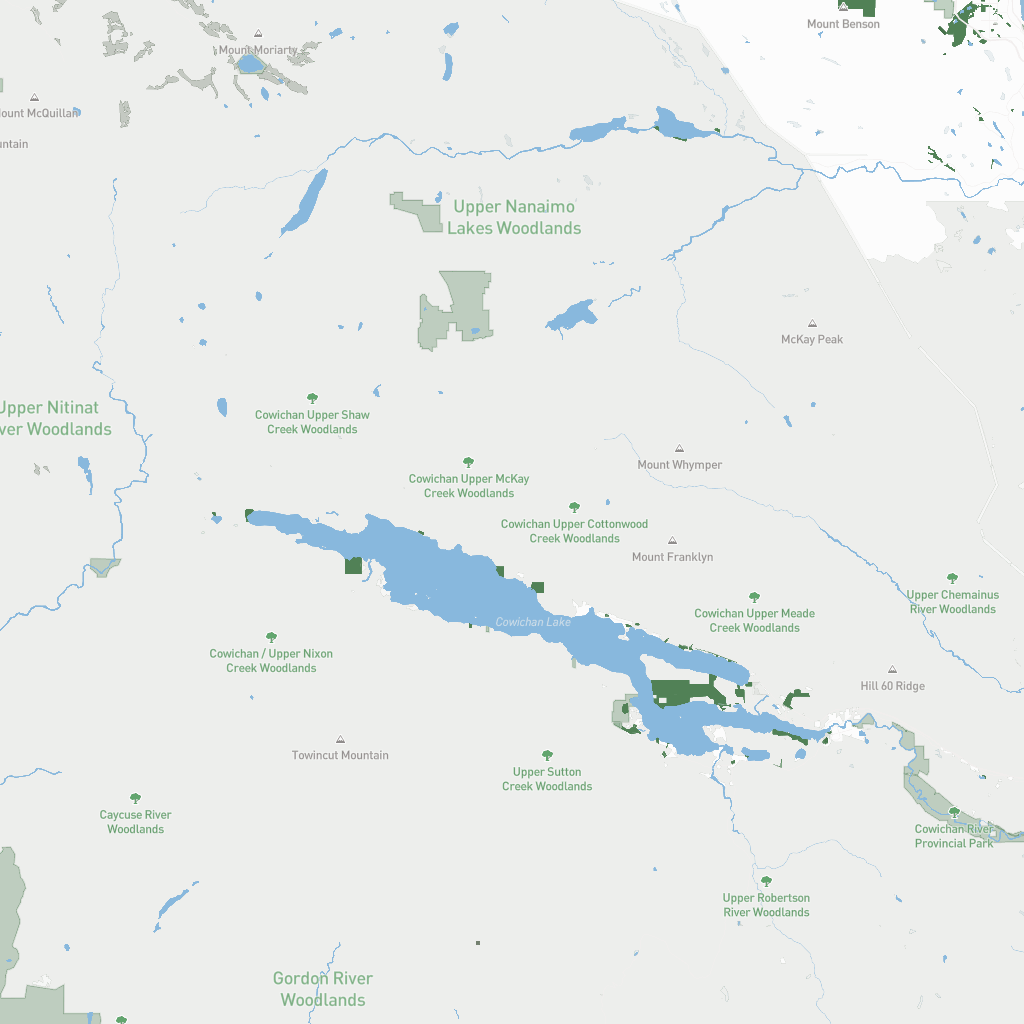 Mount Benson
Mount Moriarty
Mount McQuillan
Upper Nanaimo
Lakes Woodlands
McKay Peak
Upper Nitinat
Cowichan Upper Shaw
Creek Woodlands
Woodlands
Mount Whymper
Cowichan Upper McKay
Creek Woodlands
Cowichan Upper Cottonwood
Creek Woodlands
Mount Franklyn
Upper Chemainus
River Woodlands
Cowichan Upper Meade
Creek Woodlands
Cowichan Lake
Cowichan / Upper Nixon
Creek Woodlands
Hill 60 Ridge
Towincut Mountain
Upper Sutton
Creek Woodlands
Caycuse River
Woodlands
Cowichan River
Provincial Park
Upper Robertson
River Woodlands
Gordon River
Woodlands